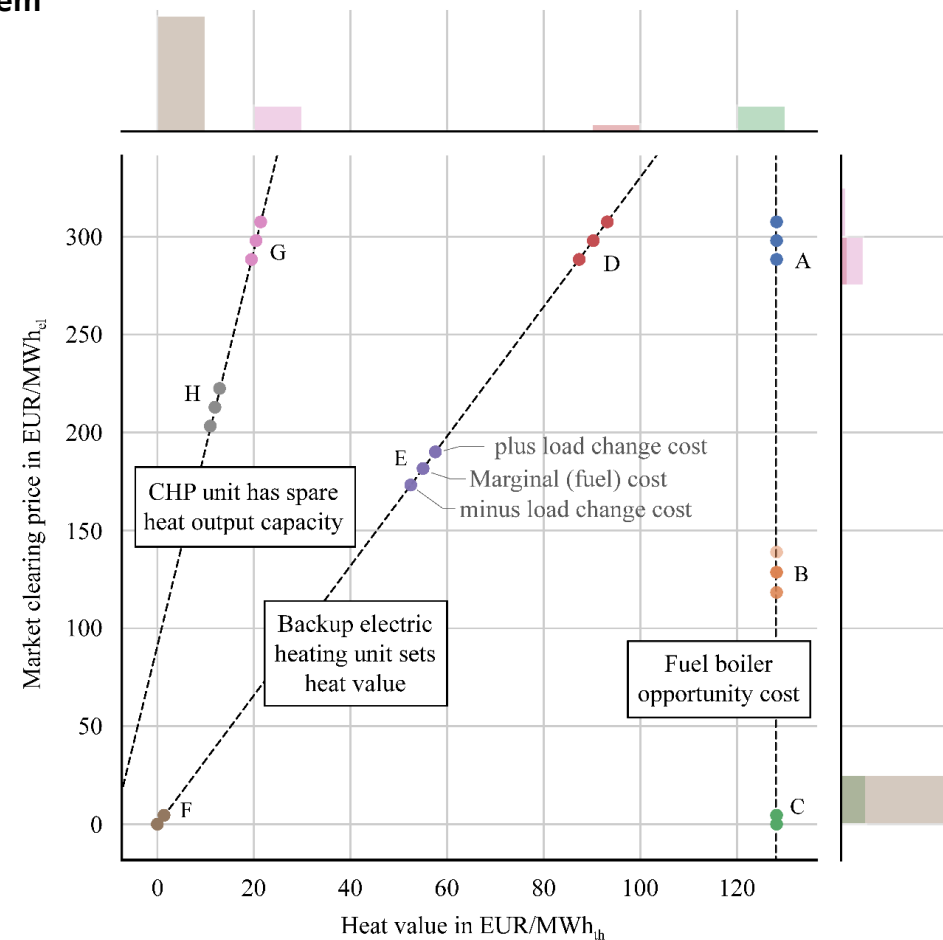 em
300
250
200
150
100
50
0
Market clearing price in EUR/MWh_el
G
D
A
H
E
plus load change cost
Marginal (fuel) cost
minus load change cost
CHP unit has spare
heat output capacity
B
Backup electric
heating unit sets
heat value
Fuel boiler
opportunity cost
F
C
0 20 40 60 80 100 120
Heat value in EUR/MWh_th